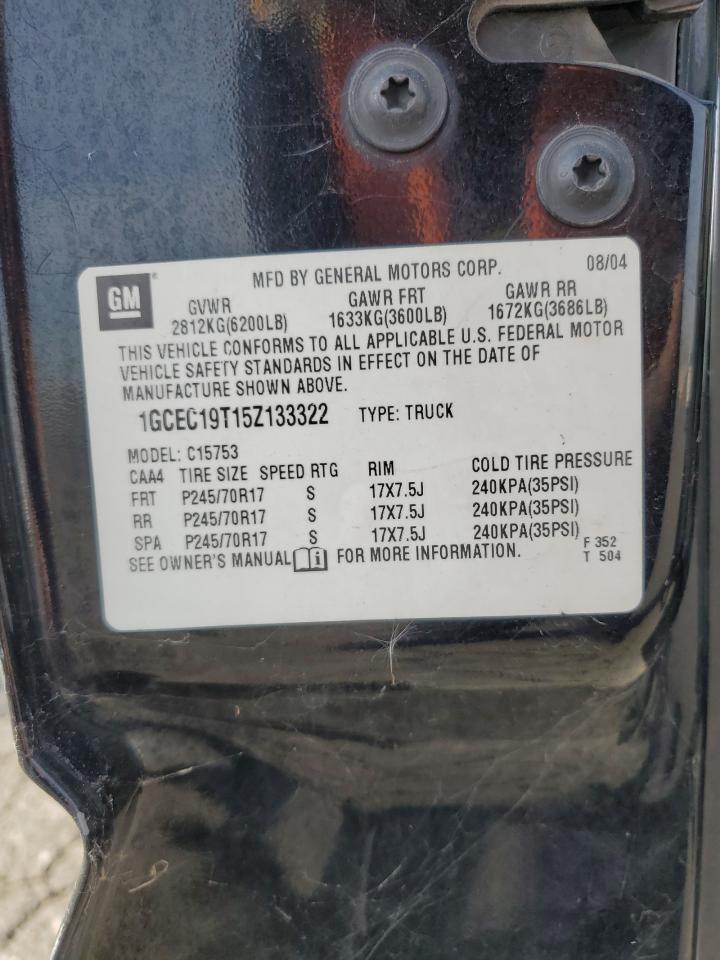 GM
MFD BY GENERAL MOTORS CORP. 08/04
GVWR GAWR FRT GAWR RR
2812KG(6200LB) 1633KG(3600LB) 1672KG(3686LB)
THIS VEHICLE CONFORMS TO ALL APPLICABLE U.S. FEDERAL MOTOR
VEHICLE SAFETY STANDARDS IN EFFECT ON THE DATE OF
MANUFACTURE SHOWN ABOVE.
1GCEC19T15Z133322 TYPE: TRUCK
MODEL: C15753
CAA4 TIRE SIZE SPEED RTG RIM COLD TIRE PRESSURE
FRT P245/70R17 S 17X7.5J 240KPA(35PSI)
RR P245/70R17 S 17X7.5J 240KPA(35PSI)
SPA P245/70R17 S 17X7.5J 240KPA(35PSI)
SEE OWNER'S MANUAL i FOR MORE INFORMATION.
F 352
T 504